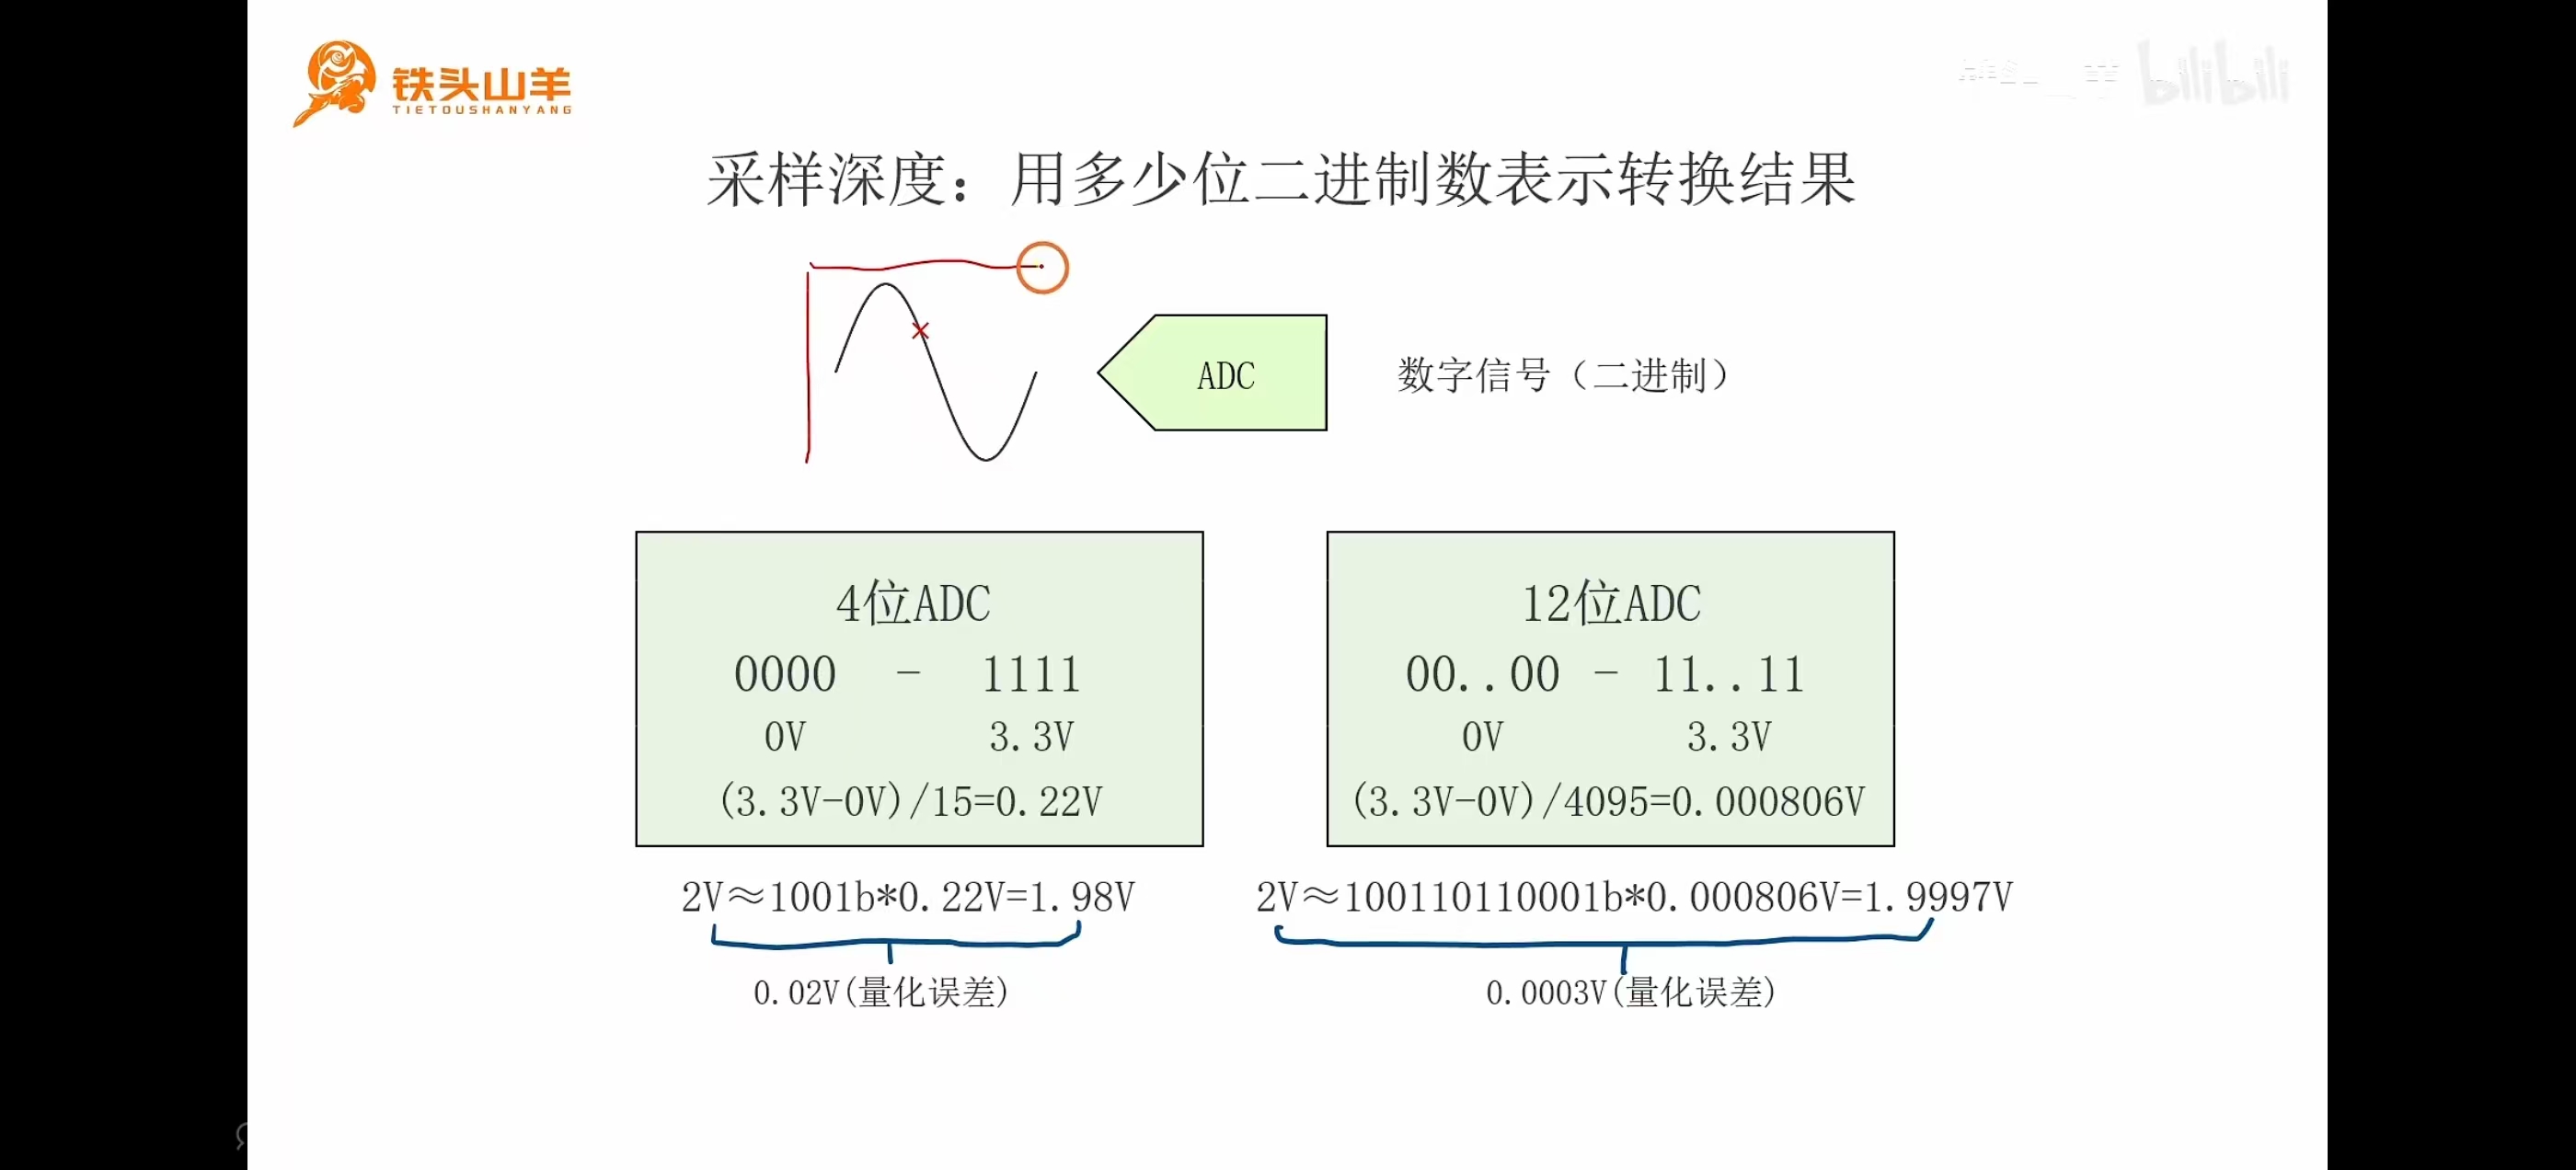 铁头山羊
TIETOUSHANYANG
bilibili
采样深度：用多少位二进制数表示转换结果
ADC
数字信号（二进制）
4位ADC
0000 - 1111
0V 3.3V
(3.3V-0V)/15=0.22V
12位ADC
00..00 - 11..11
0V 3.3V
(3.3V-0V)/4095=0.000806V
2V≈1001b*0.22V=1.98V
2V≈100110110001b*0.000806V=1.9997V
0.02V(量化误差)
0.0003V(量化误差)